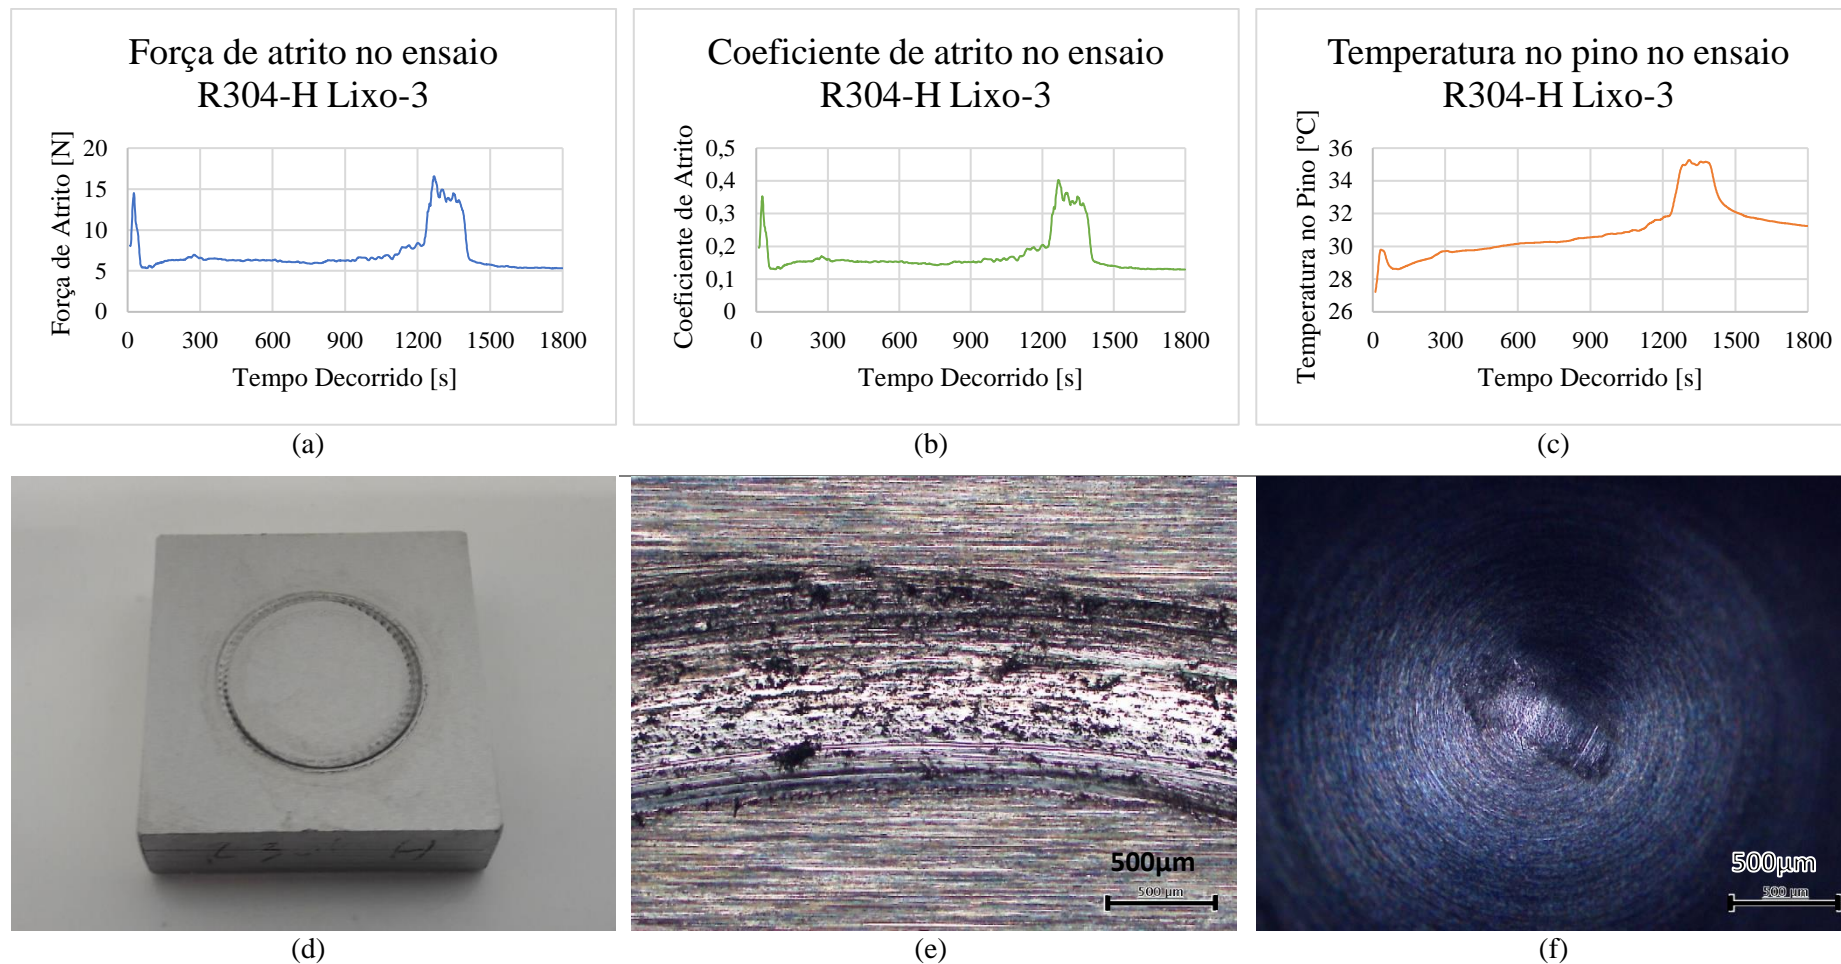 Força de atrito no ensaio
R304-H Lixo-3
Força de Atrito [N]
20
15
10
5
0
0 300 600 900 1200 1500 1800
Tempo Decorrido [s]
(a)
Coeficiente de atrito no ensaio
R304-H Lixo-3
Coeficiente de Atrito
0,5
0,4
0,3
0,2
0,1
0
0 300 600 900 1200 1500 1800
Tempo Decorrido [s]
(b)
Temperatura no pino no ensaio
R304-H Lixo-3
Temperatura no Pino [ºC]
36
34
32
30
28
26
0 300 600 900 1200 1500 1800
Tempo Decorrido [s]
(c)
(d)
500µm
500 µm
(e)
500µm
500 µm
(f)